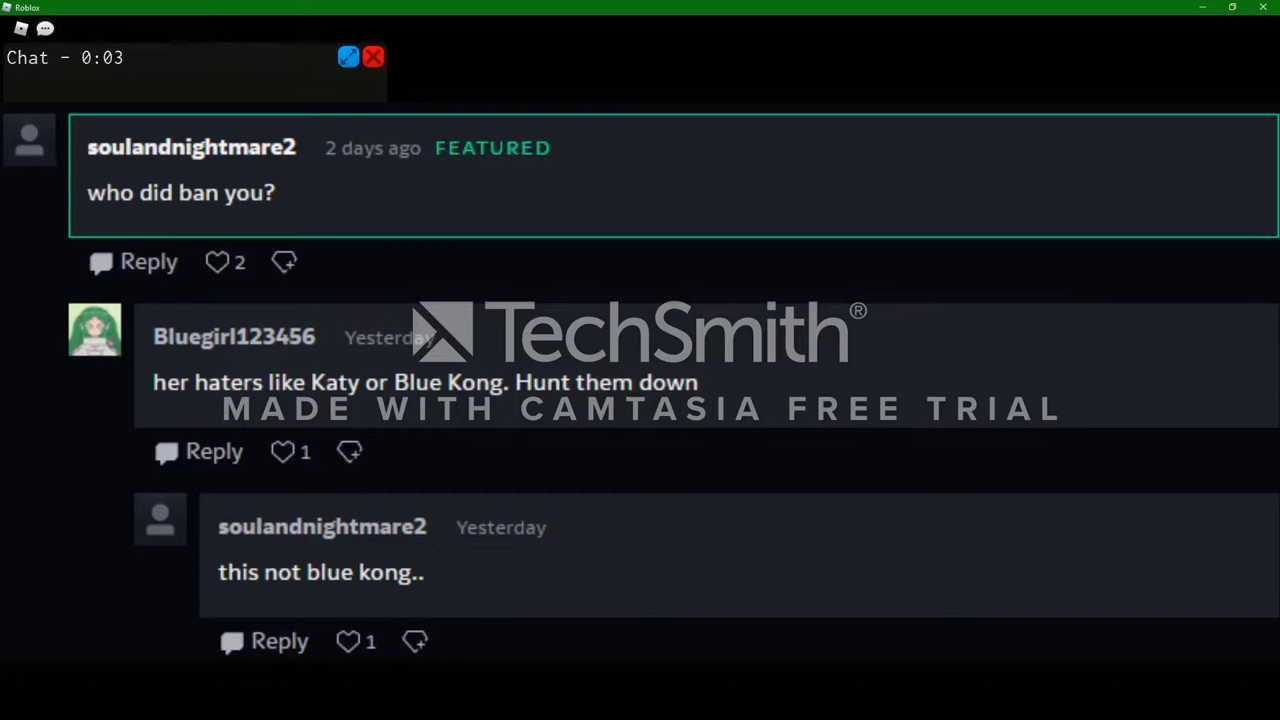 Roblox
Chat - 0:03
soulandnightmare2 2 days ago FEATURED
who did ban you?
Reply 2
Bluegirl123456 Yesterday
TechSmith®
her haters like Katy or Blue Kong. Hunt them down
MADE WITH CAMTASIA FREE TRIAL
Reply 1
soulandnightmare2 Yesterday
this not blue kong..
Reply 1